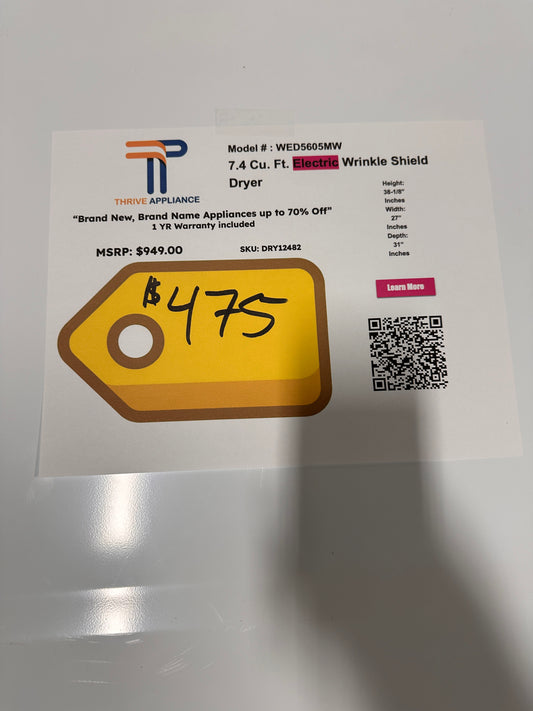 TP
THRIVE APPLIANCE
"Brand New, Brand Name Appliances up to 70% Off"
1 YR Warranty included
MSRP: $949.00
SKU: DRY12482
Model # : WED5605MW
7.4 Cu. Ft. Electric Wrinkle Shield
Dryer
Height:
38-1/8"
Inches
Width:
27"
Inches
Depth:
31"
Inches
Learn More
$475